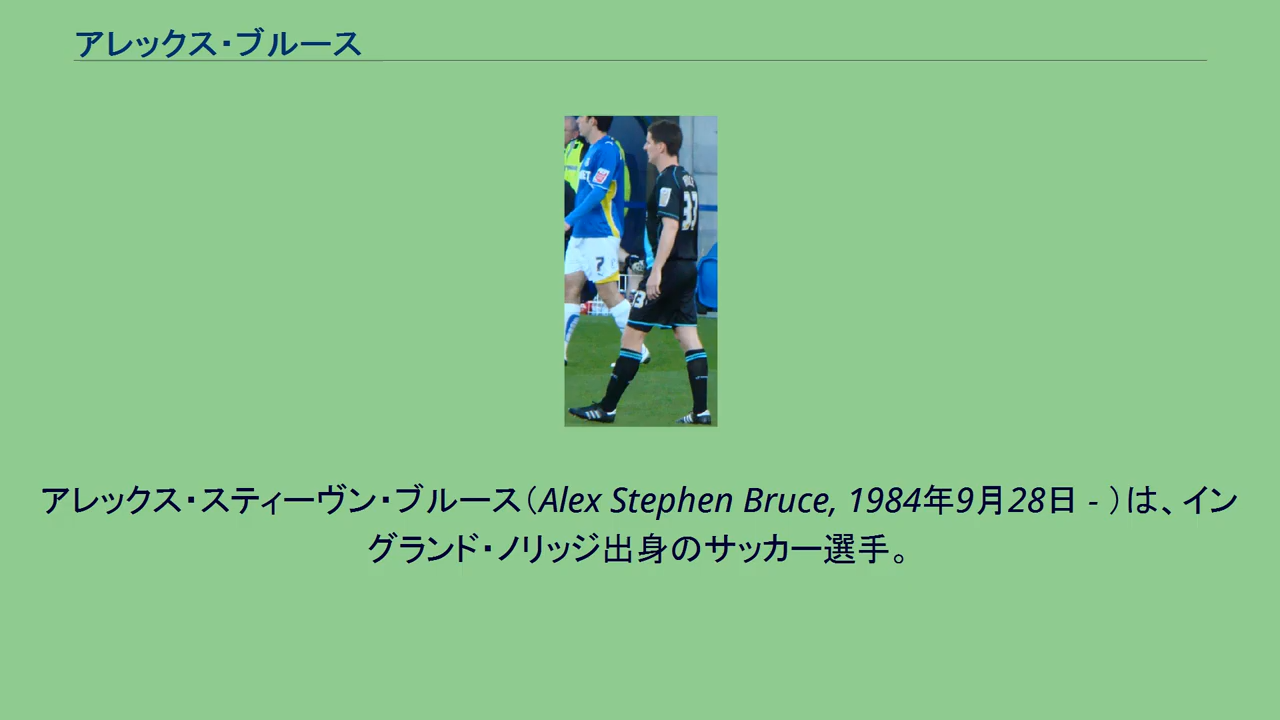 アレックス・ブルース
7
アレックス・スティーヴン・ブルース（Alex Stephen Bruce, 1984年9月28日 - ）は、イン
グランド・ノリッジ出身のサッカー選手。